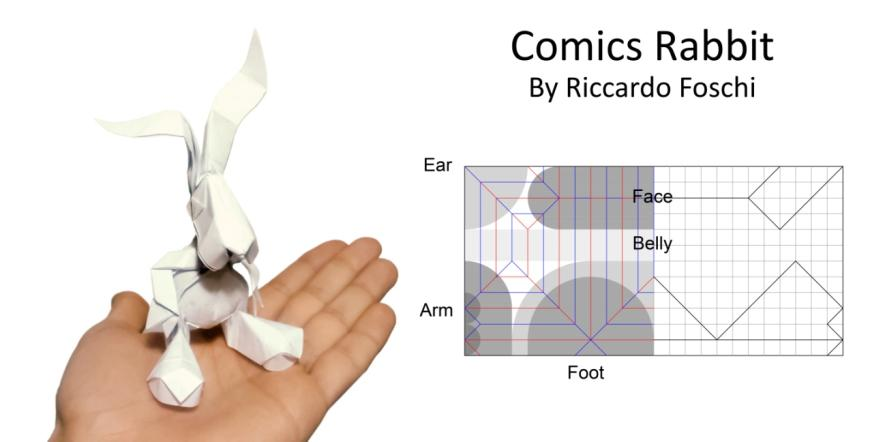 Comics Rabbit
By Riccardo Foschi
Ear
Face
Belly
Arm
Foot